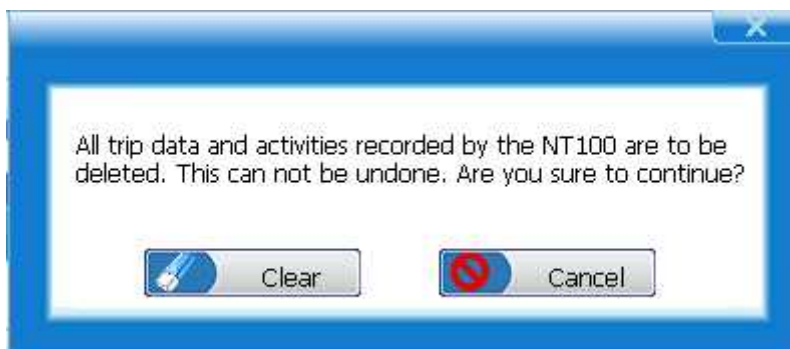 All trip data and activities recorded by the NT100 are to be
deleted. This can not be undone. Are you sure to continue?
Clear
Cancel